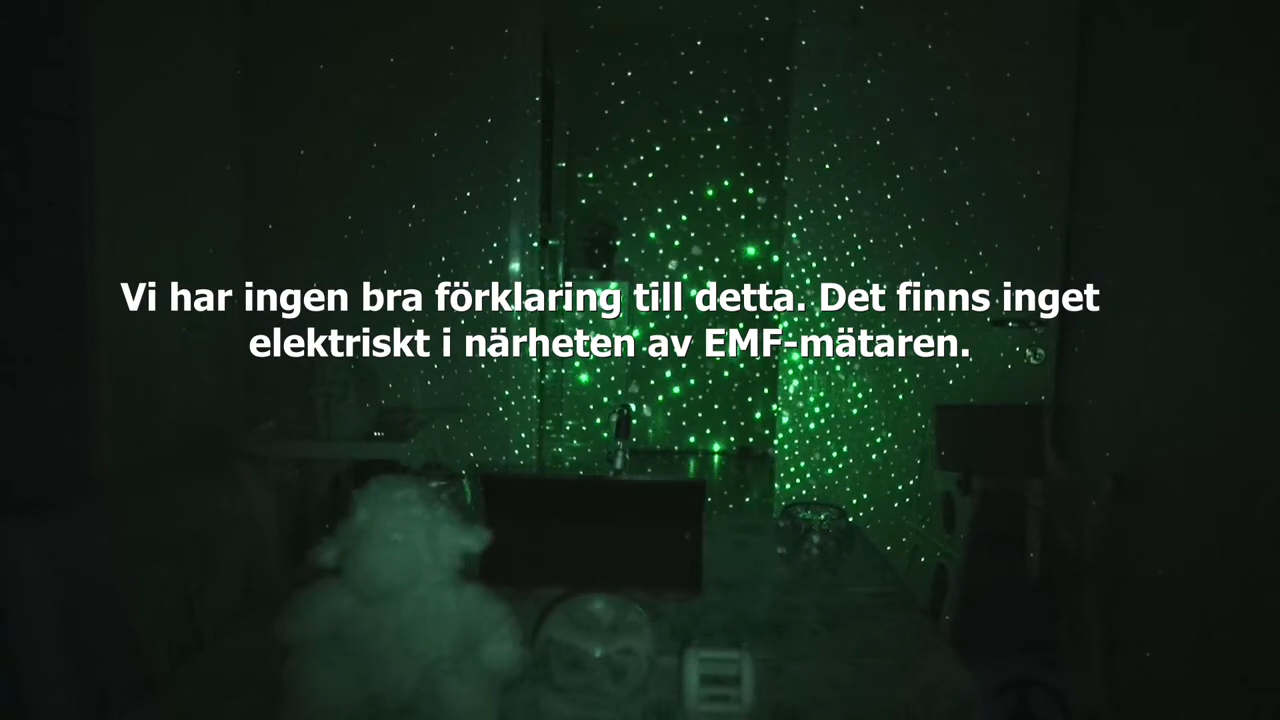 Vi har ingen bra förklaring till detta. Det finns inget
elektriskt i närheten av EMF-mätaren.